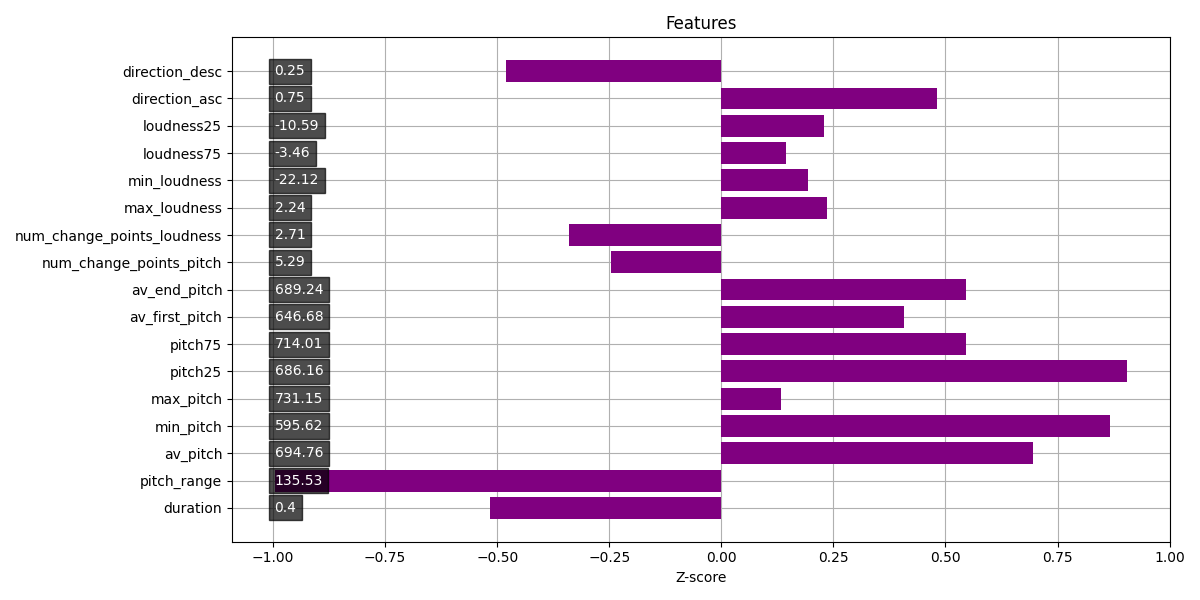 Features
direction_desc 0.25
direction_asc 0.75
loudness25 -10.59
loudness75 -3.46
min_loudness -22.12
max_loudness 2.24
num_change_points_loudness 2.71
num_change_points_pitch 5.29
av_end_pitch 689.24
av_first_pitch 646.68
pitch75 714.01
pitch25 686.16
max_pitch 731.15
min_pitch 595.62
av_pitch 694.76
pitch_range 135.53
duration 0.4
−1.00 −0.75 −0.50 −0.25 0.00 0.25 0.50 0.75 1.00
Z-score